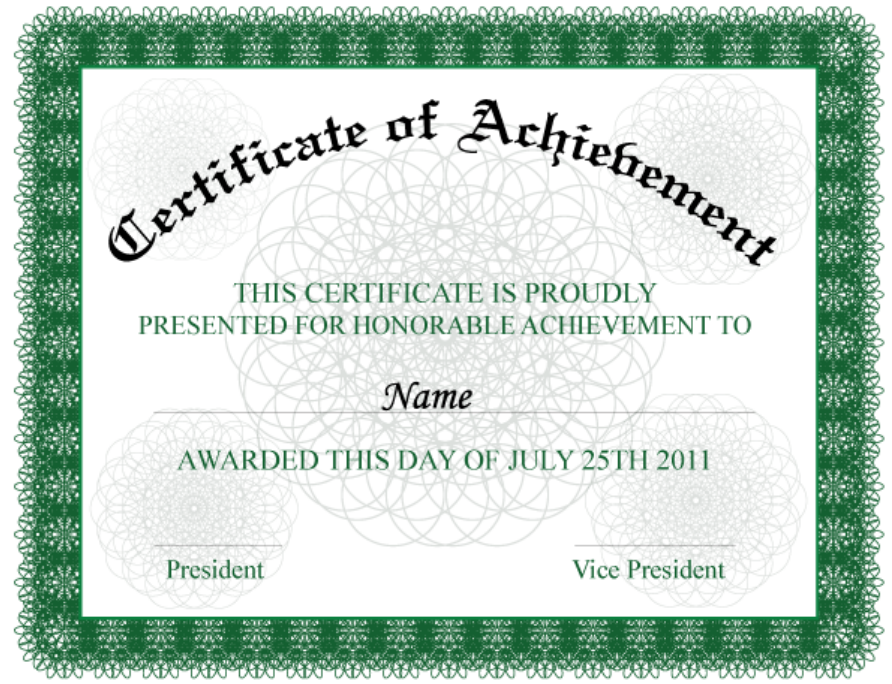 Certificate of Achievement
THIS CERTIFICATE IS PROUDLY
PRESENTED FOR HONORABLE ACHIEVEMENT TO
Name
AWARDED THIS DAY OF JULY 25TH 2011
President
Vice President